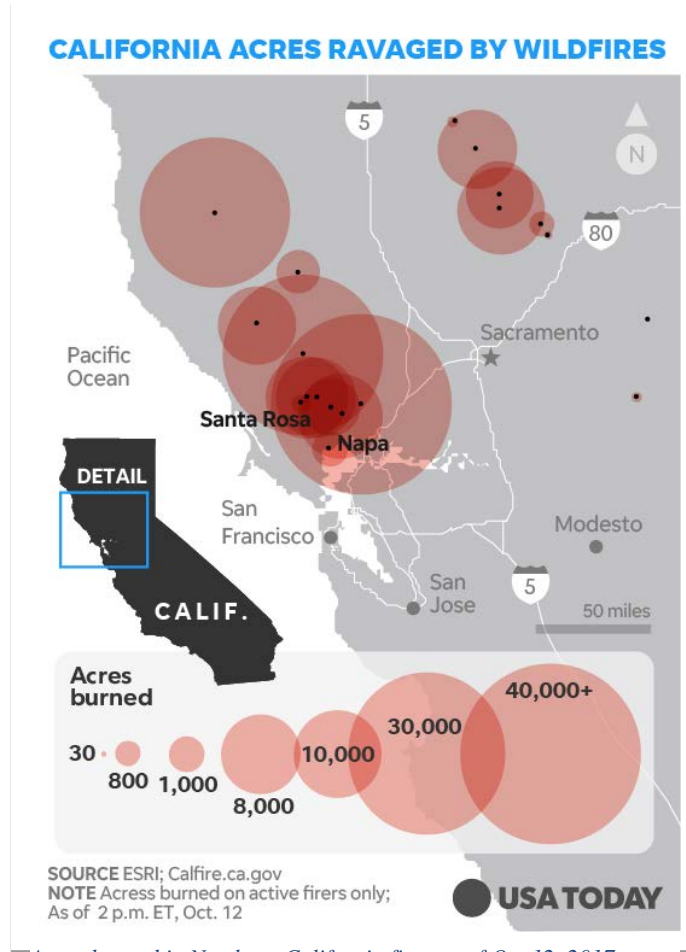 CALIFORNIA ACRES RAVAGED BY WILDFIRES
5
N
80
Sacramento
Pacific
Ocean
Santa Rosa
Napa
DETAIL
San
Francisco
Modesto
San
Jose
5
50 miles
CALIF.
Acres
burned
30
800
1,000
8,000
10,000
30,000
40,000+
SOURCE ESRI; Calfire.ca.gov
NOTE Acress burned on active firers only;
As of 2 p.m. ET, Oct. 12
USA TODAY